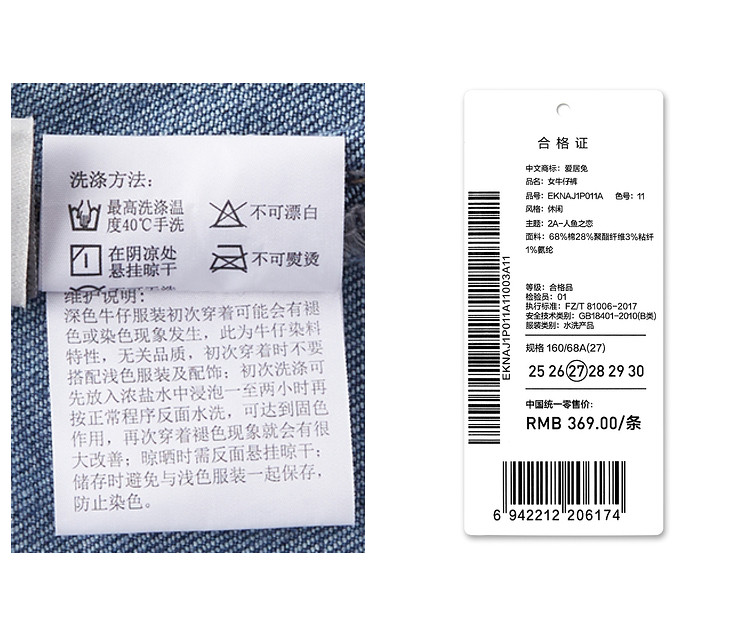 洗涤方法：
最高洗涤温
度40℃手洗
不可漂白
在阴凉处
悬挂晾干
不可熨烫
维护说明：
深色牛仔服装初次穿着可能会有褪
色或染色现象发生，此为牛仔染料
特性，无关品质，初次穿着时不要
搭配浅色服装及配饰；初次洗涤可
先放入浓盐水中浸泡一至两小时再
按正常程序反面水洗，可达到固色
作用，再次穿着褪色现象就会有很
大改善；晾晒时需反面悬挂晾干；
储存时避免与浅色服装一起保存，
防止染色。
合格证
中文商标：爱居兔
品名：女牛仔裤
品号：EKNAJ1P011A 色号：11
风格：休闲
主题：2A-人鱼之恋
面料：68%棉28%聚酯纤维3%粘纤
1%氨纶
等级：合格品
检验员：01
执行标准：FZ/T 81006-2017
安全技术类别：GB18401-2010(B类)
服装类别：水洗产品
规格 160/68A(27)
25 26 27 28 29 30
中国统一零售价：
RMB 369.00/条
EKNAJ1P011A11003A11
6 942212 206174